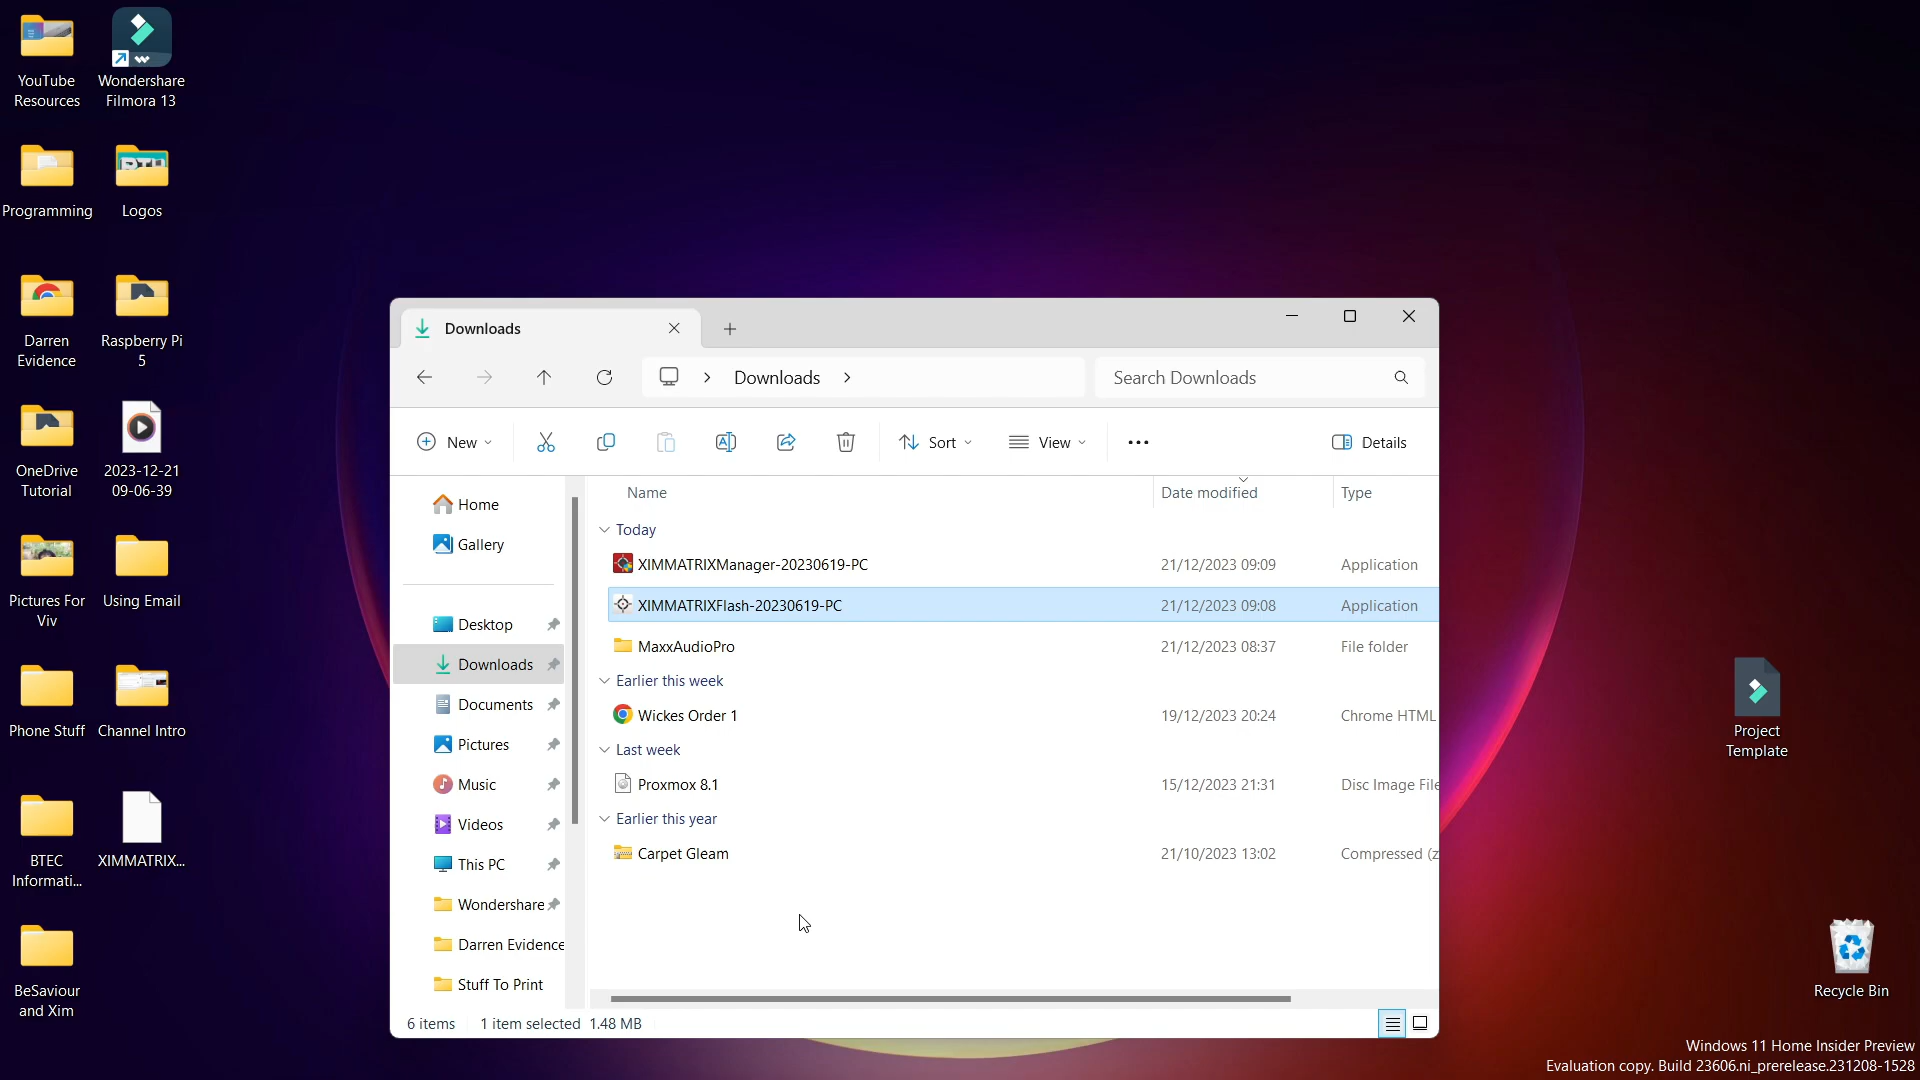 YouTube
Resources
Wondershare
Filmora 13
Programming
Logos
Darren
Evidence
Raspberry Pi
5
OneDrive
Tutorial
2023-12-21
09-06-39
Pictures For
Viv
Using Email
Phone Stuff
Channel Intro
BTEC
Informati...
XIMMATRIX...
BeSaviour
and Xim
Downloads
Downloads
Search Downloads
New
Sort
View
Details
Home
Gallery
Desktop
Downloads
Documents
Pictures
Music
Videos
This PC
Wondershare
Darren Evidence
Stuff To Print
Name
Date modified
Type
Today
XIMMATRIXManager-20230619-PC
21/12/2023 09:09
Application
XIMMATRIXFlash-20230619-PC
21/12/2023 09:08
Application
MaxxAudioPro
21/12/2023 08:37
File folder
Earlier this week
Wickes Order 1
19/12/2023 20:24
Chrome HTML
Last week
Proxmox 8.1
15/12/2023 21:31
Disc Image File
Earlier this year
Carpet Gleam
21/10/2023 13:02
Compressed (z
6 items
1 item selected 1.48 MB
Project
Template
Recycle Bin
Windows 11 Home Insider Preview
Evaluation copy. Build 23606.ni_prerelease.231208-1528